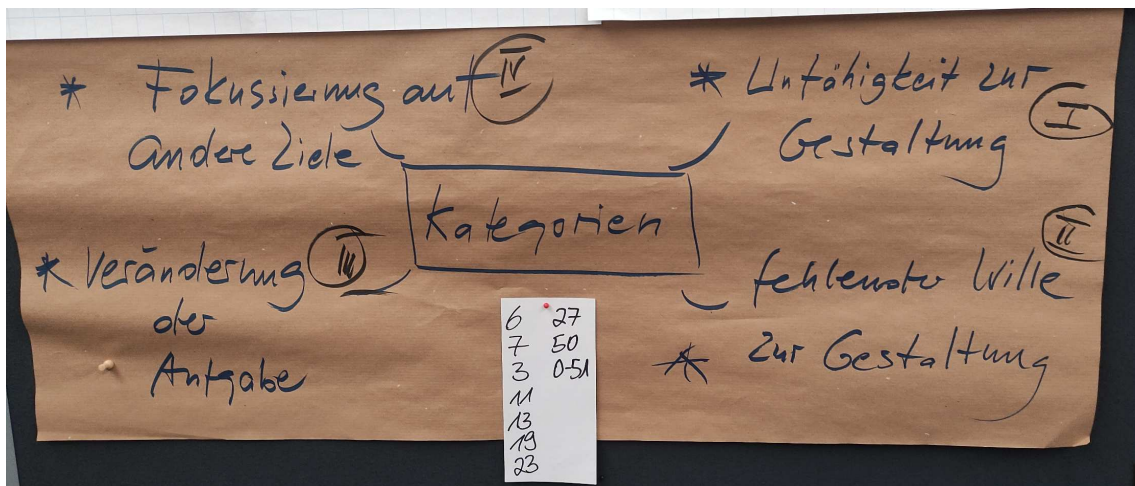 * Fokussierung auf IV
andere Ziele
* Unfähigkeit zur
Gestaltung I
Kategorien
* Veränderung III
der
Aufgabe
fehlender Wille II
* zur Gestaltung
6 27
7 50
3 0-51
11
13
19
23